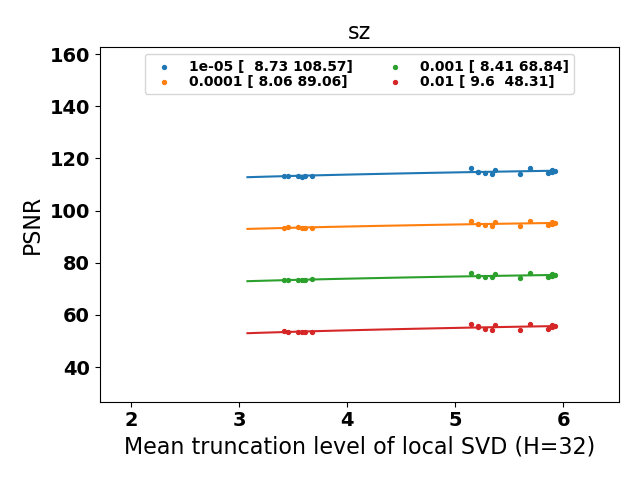 sz
1e-05 [  8.73 108.57]
0.0001 [ 8.06 89.06]
0.001 [ 8.41 68.84]
0.01 [ 9.6  48.31]
160
140
120
100
80
60
40
PSNR
2 3 4 5 6
Mean truncation level of local SVD (H=32)